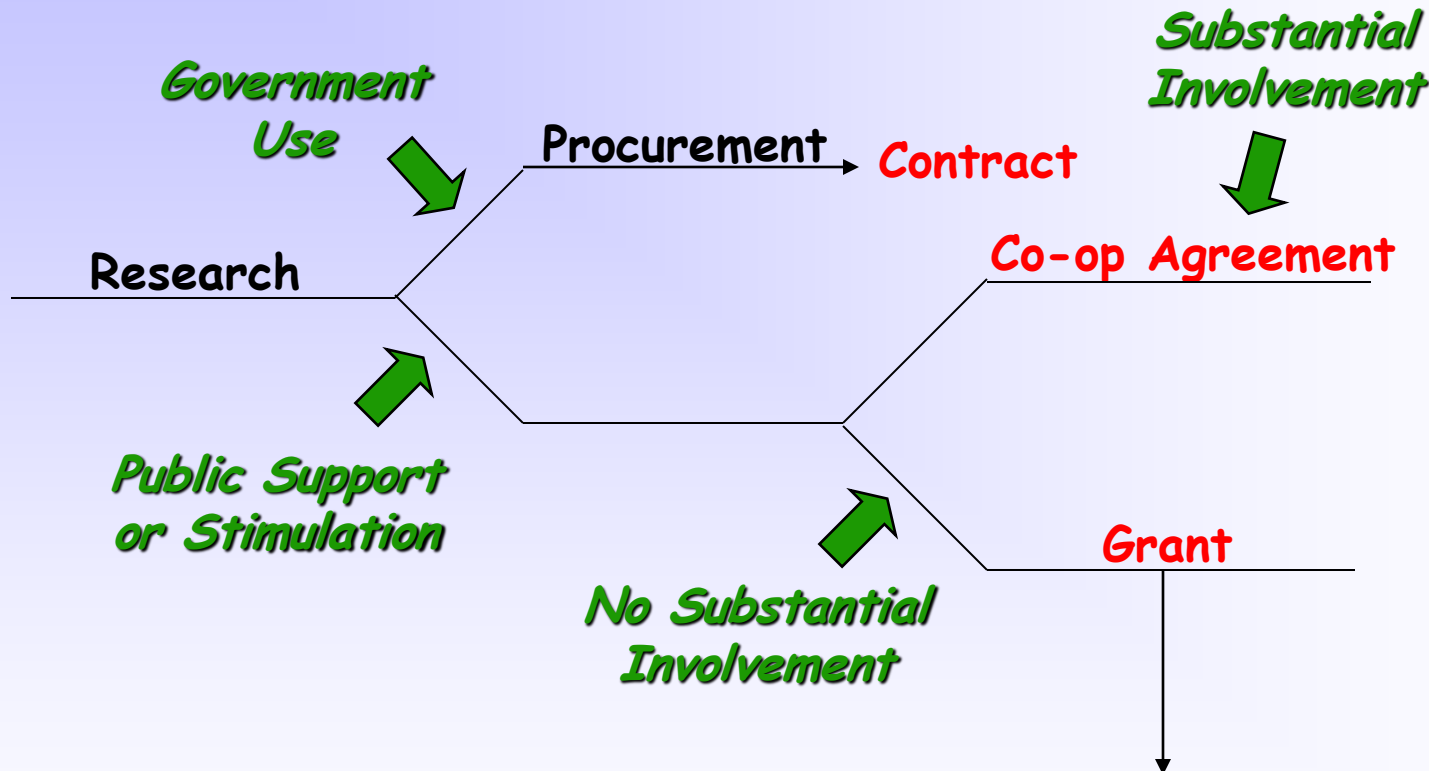 Substantial
Involvement
Government
Use
Procurement
Contract
Research
Co-op Agreement
Public Support
or Stimulation
Grant
No Substantial
Involvement